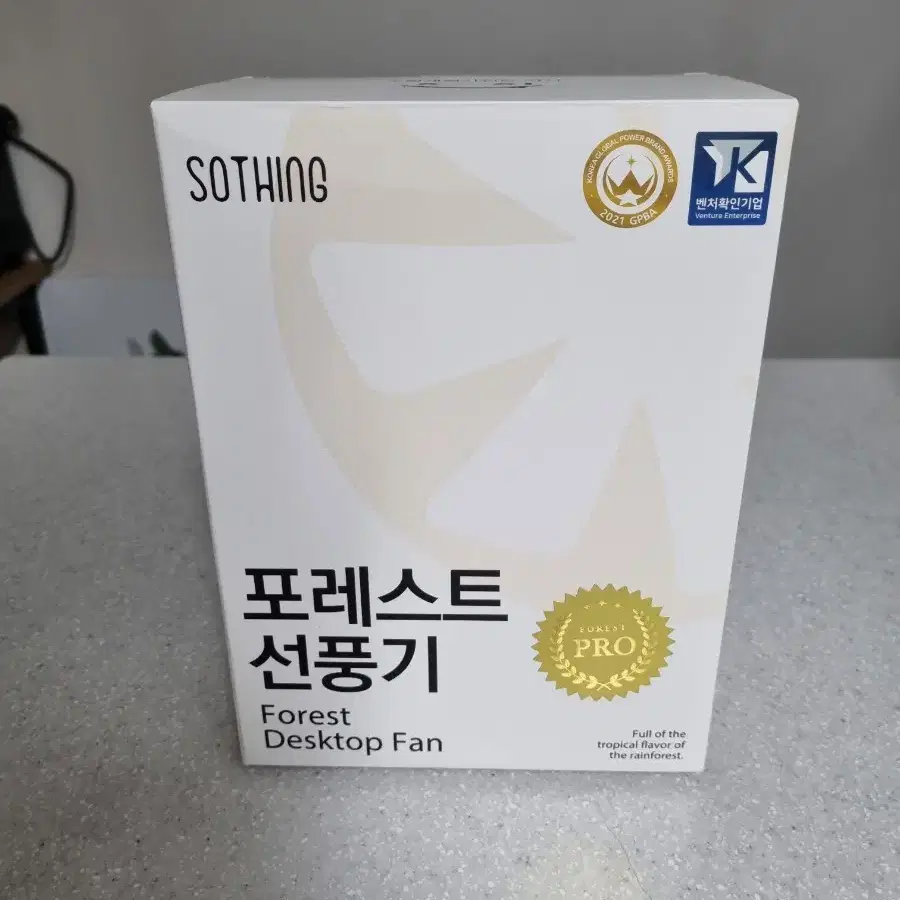 SOTHING
KOREA GLOBAL POWER BRAND AWARDS
2021 GPBA
벤처확인기업
Venture Enterprise
포레스트
선풍기
Forest
Desktop Fan
FOREST
PRO
Full of the
tropical flavor of
the rainforest.